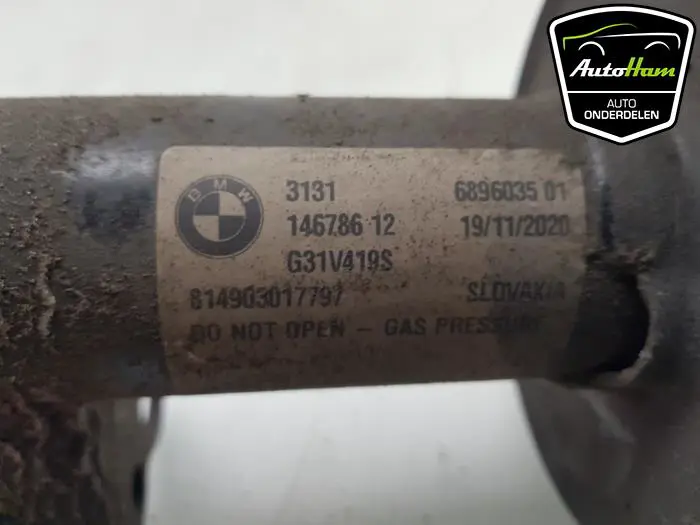 AutoHam
AUTO
ONDERDELEN
BMW
3131 6896035 01
146786 12 19/11/2020
G31V419S
814903017797 SLOVAKIA
DO NOT OPEN - GAS PRESSURE